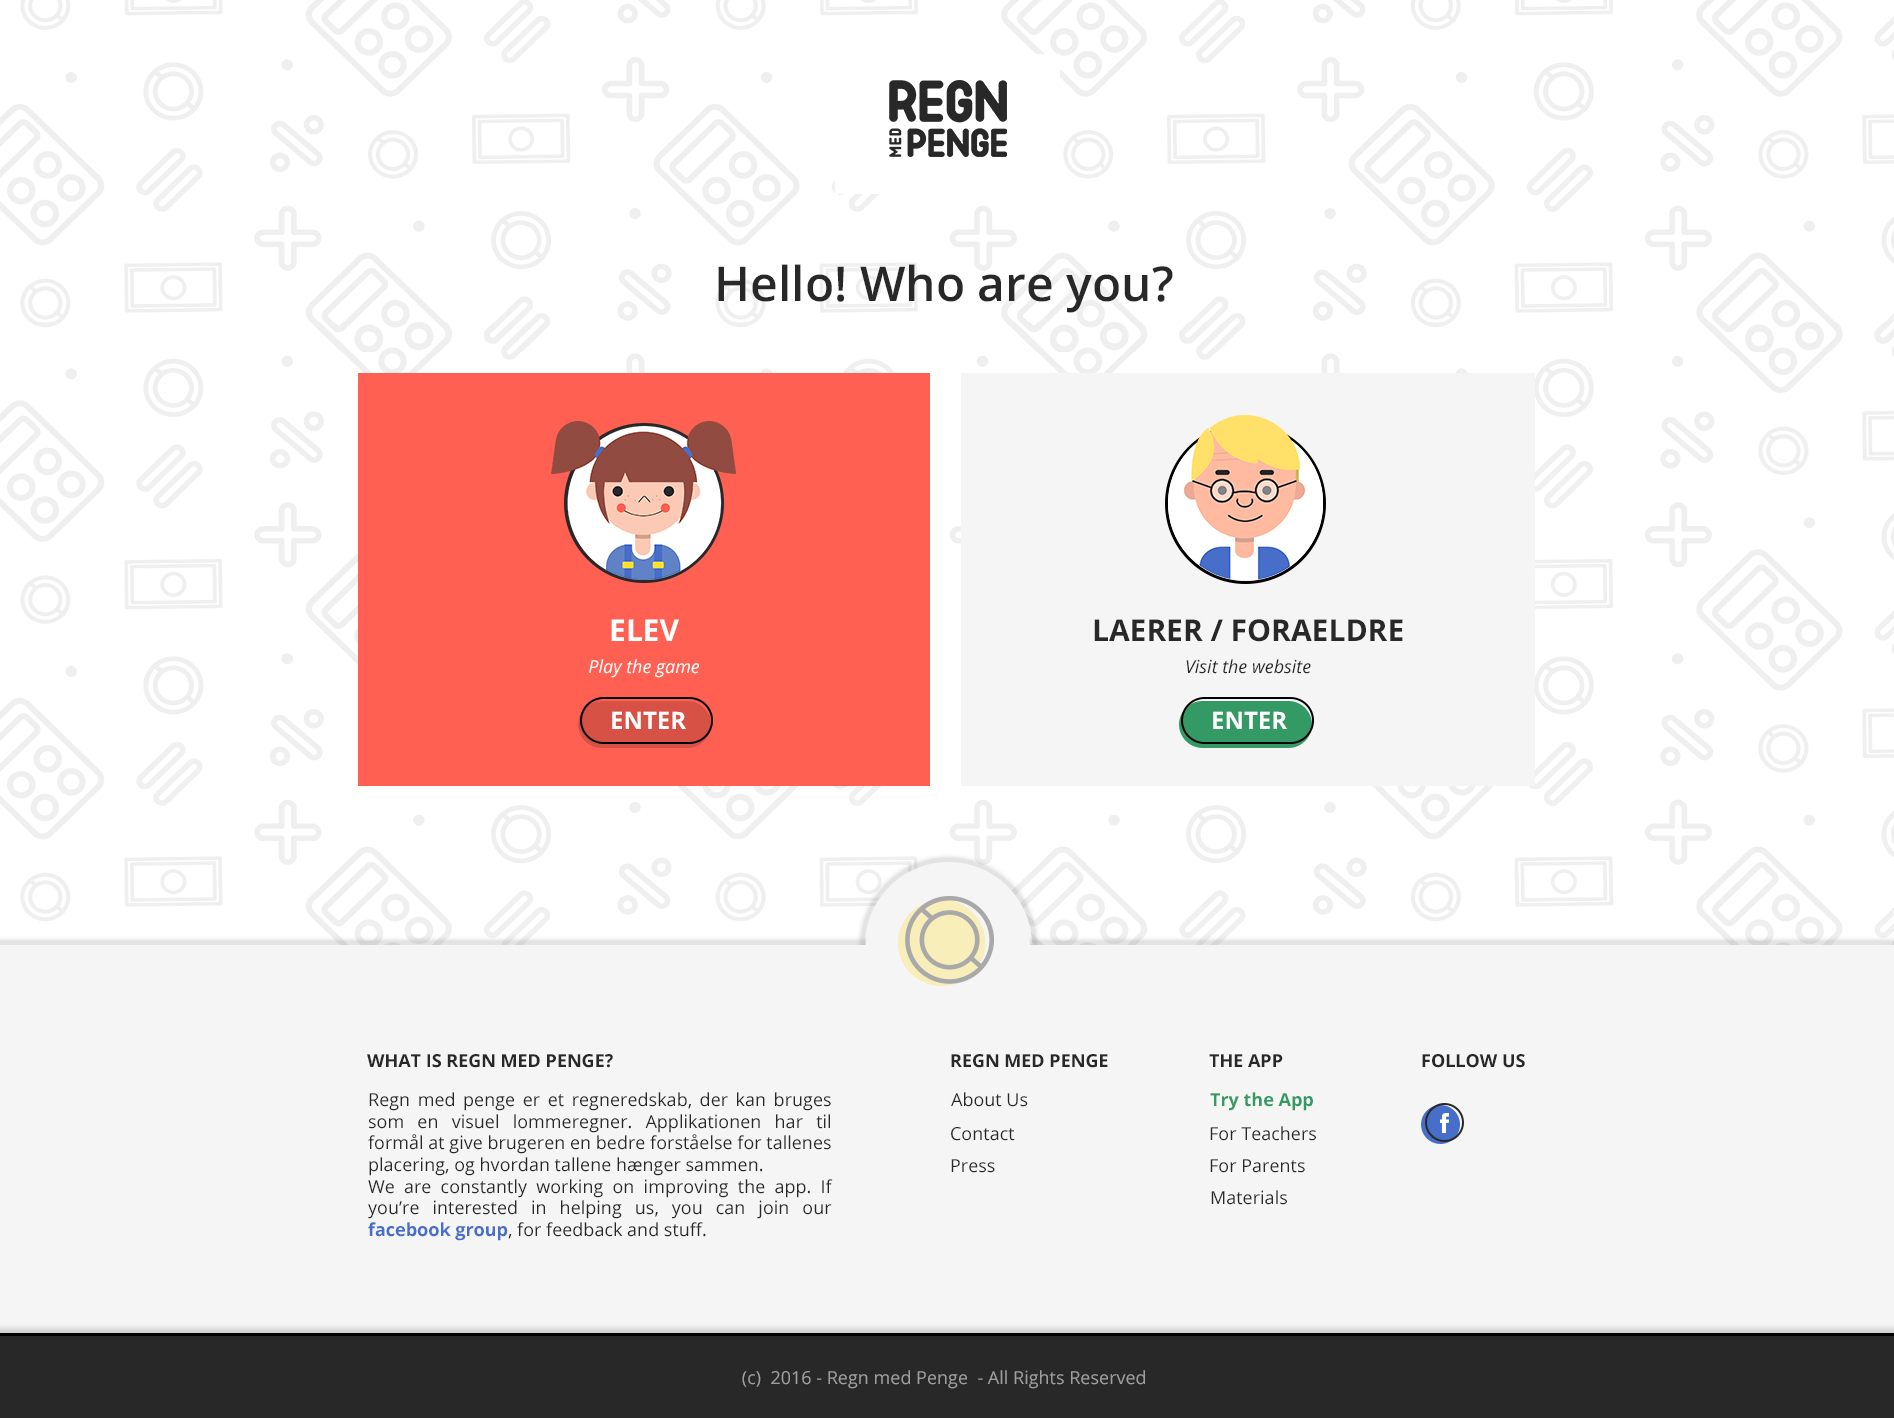 REGN
MED PENGE
Hello! Who are you?
ELEV
Play the game
ENTER
LAERER / FORAELDRE
Visit the website
ENTER
WHAT IS REGN MED PENGE?
Regn med penge er et regneredskab, der kan bruges
som en visuel lommeregner. Applikationen har til
formål at give brugeren en bedre forståelse for tallenes
placering, og hvordan tallene hænger sammen.
We are constantly working on improving the app. If
you’re interested in helping us, you can join our
facebook group, for feedback and stuff.
REGN MED PENGE
About Us
Contact
Press
THE APP
Try the App
For Teachers
For Parents
Materials
FOLLOW US
f
(c) 2016 - Regn med Penge - All Rights Reserved